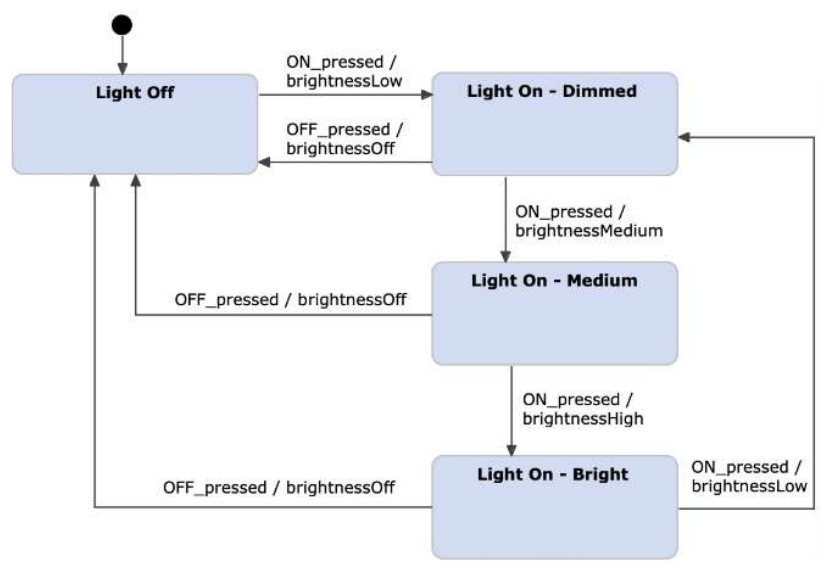 Light Off
ON_pressed /
brightnessLow
Light On - Dimmed
OFF_pressed /
brightnessOff
ON_pressed /
brightnessMedium
Light On - Medium
OFF_pressed / brightnessOff
ON_pressed /
brightnessHigh
Light On - Bright
ON_pressed /
brightnessLow
OFF_pressed / brightnessOff